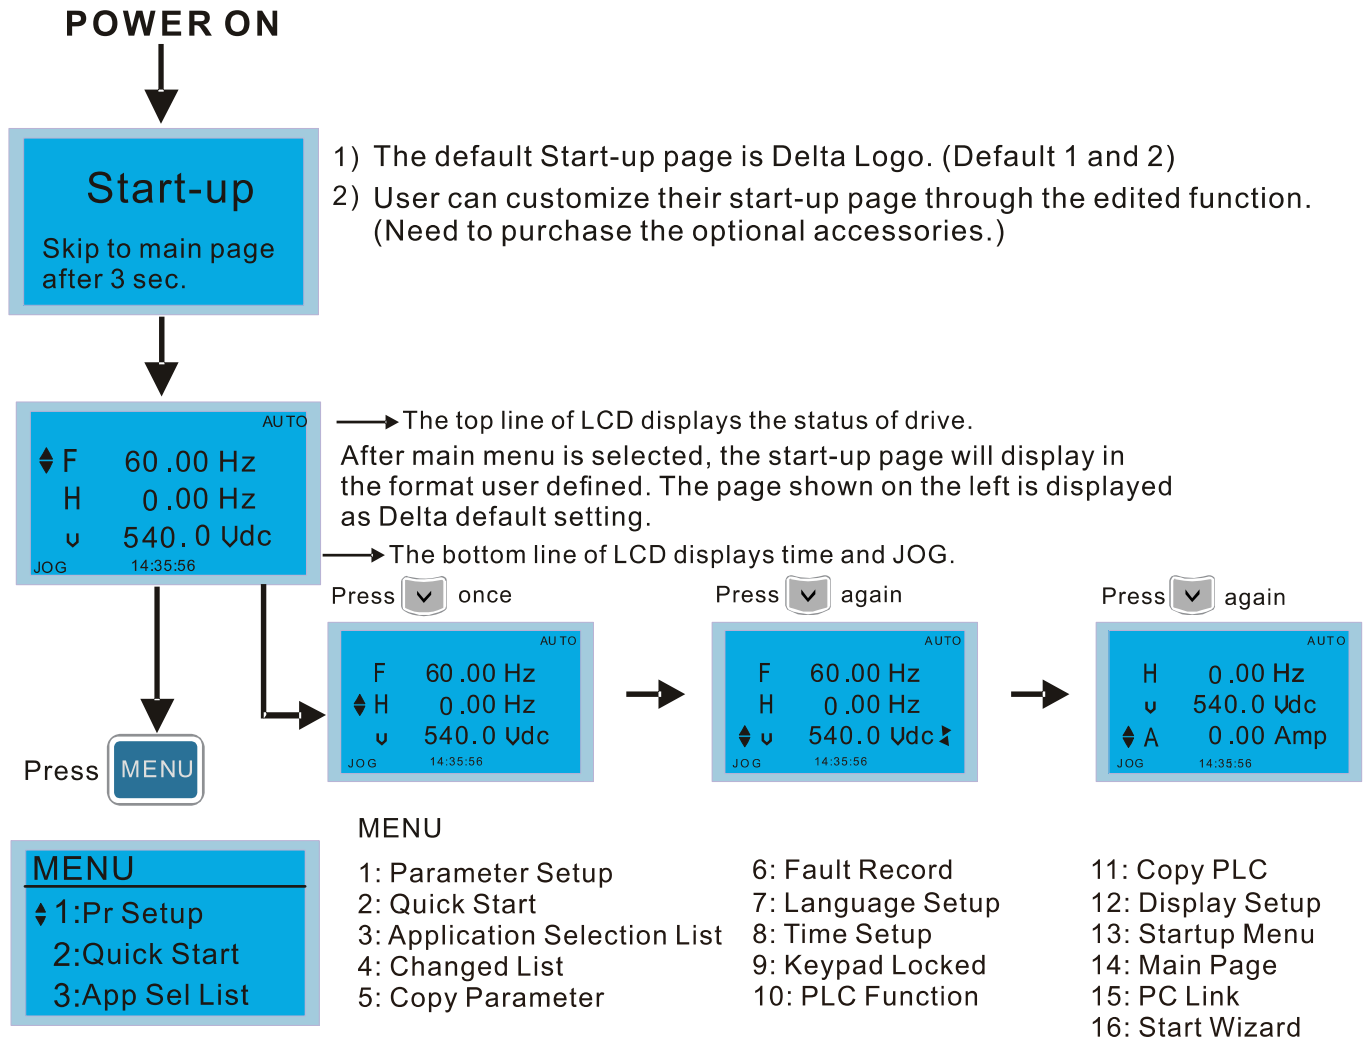 POWER ON
Start-up
Skip to main page
after 3 sec.
1) The default Start-up page is Delta Logo. (Default 1 and 2)
2) User can customize their start-up page through the edited function.
(Need to purchase the optional accessories.)
AUTO
F 60.00 Hz
H 0.00 Hz
v 540.0 Vdc
JOG 14:35:56
The top line of LCD displays the status of drive.
After main menu is selected, the start-up page will display in
the format user defined. The page shown on the left is displayed
as Delta default setting.
The bottom line of LCD displays time and JOG.
Press once
AUTO
F 60.00 Hz
H 0.00 Hz
v 540.0 Vdc
JOG 14:35:56
Press again
AUTO
F 60.00 Hz
H 0.00 Hz
v 540.0 Vdc
JOG 14:35:56
Press again
AUTO
H 0.00 Hz
v 540.0 Vdc
A 0.00 Amp
JOG 14:35:56
Press MENU
MENU
1:Pr Setup
2:Quick Start
3:App Sel List
MENU
1: Parameter Setup
2: Quick Start
3: Application Selection List
4: Changed List
5: Copy Parameter
6: Fault Record
7: Language Setup
8: Time Setup
9: Keypad Locked
10: PLC Function
11: Copy PLC
12: Display Setup
13: Startup Menu
14: Main Page
15: PC Link
16: Start Wizard